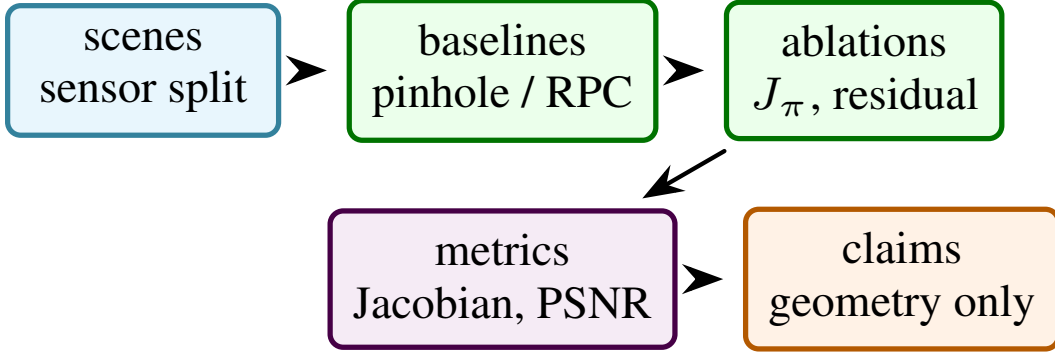 scenes
sensor split
baselines
pinhole / RPC
ablations
J_π, residual
metrics
Jacobian, PSNR
claims
geometry only